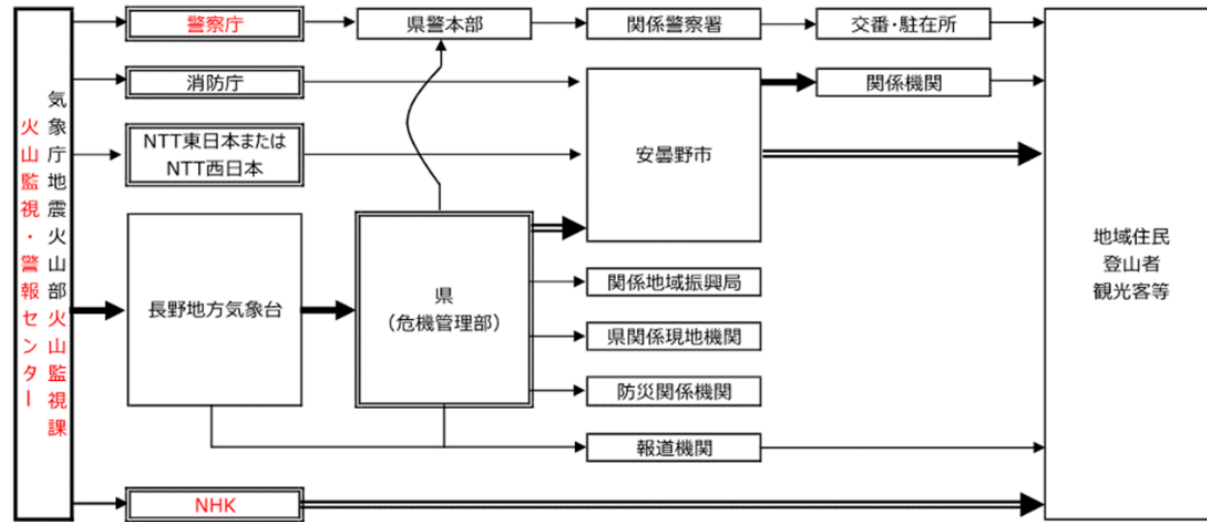 気象庁地震火山部火山監視課
火山監視・警報センター
警察庁
県警本部
関係警察署
交番・駐在所
消防庁
関係機関
NTT東日本または
NTT西日本
安曇野市
長野地方気象台
県
（危機管理部）
関係地域振興局
県関係現地機関
防災関係機関
報道機関
NHK
地域住民
登山者
観光客等